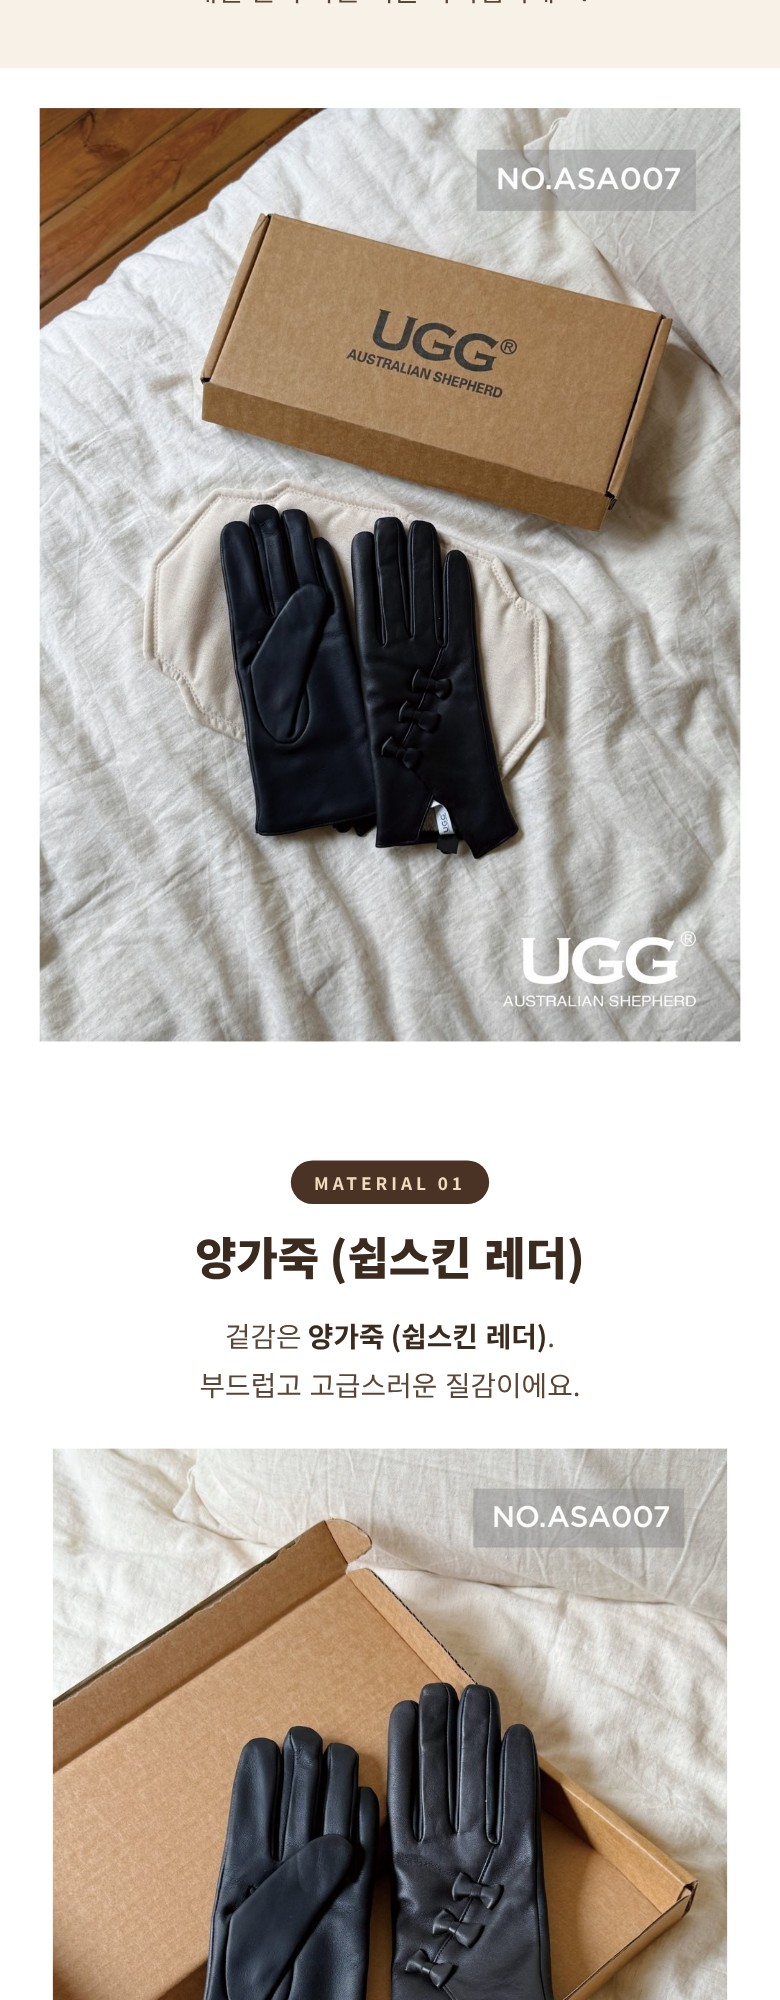 NO.ASA007
UGG®
AUSTRALIAN SHEPHERD
UGG
UGG®
AUSTRALIAN SHEPHERD
MATERIAL 01
양가죽 (쉽스킨 레더)
겉감은 양가죽 (쉽스킨 레더).
부드럽고 고급스러운 질감이에요.
NO.ASA007